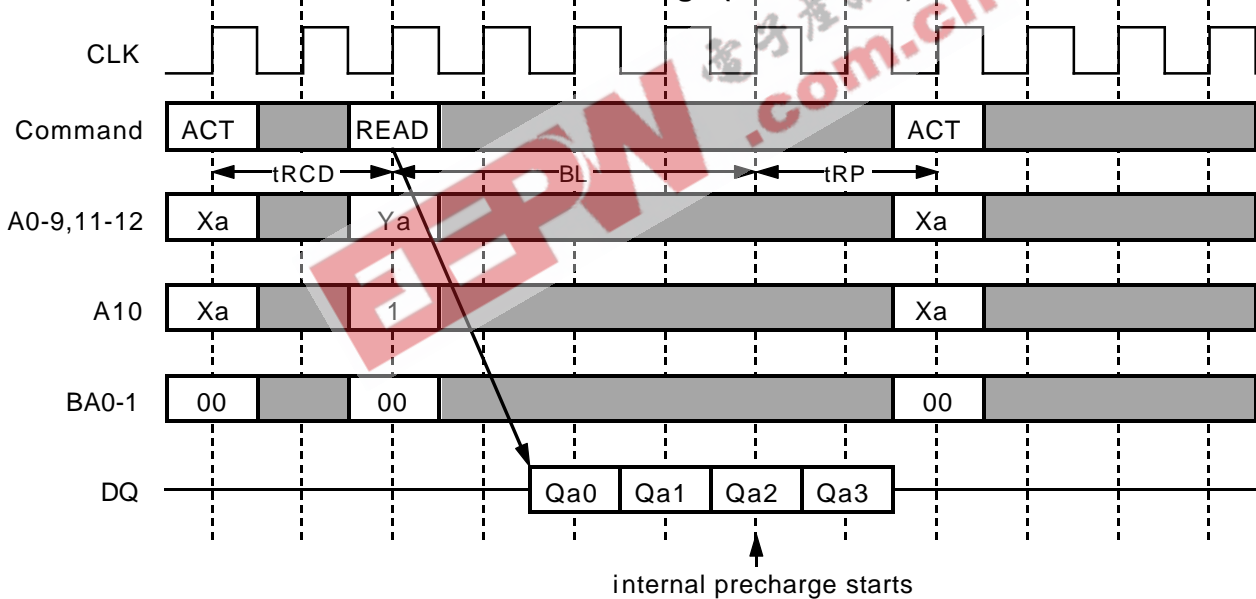 CLK
Command ACT READ ACT
tRCD BL tRP
A0-9,11-12 Xa Ya Xa
A10 Xa 1 Xa
BA0-1 00 00 00
DQ Qa0 Qa1 Qa2 Qa3
internal precharge starts
EEPW
.com.cn